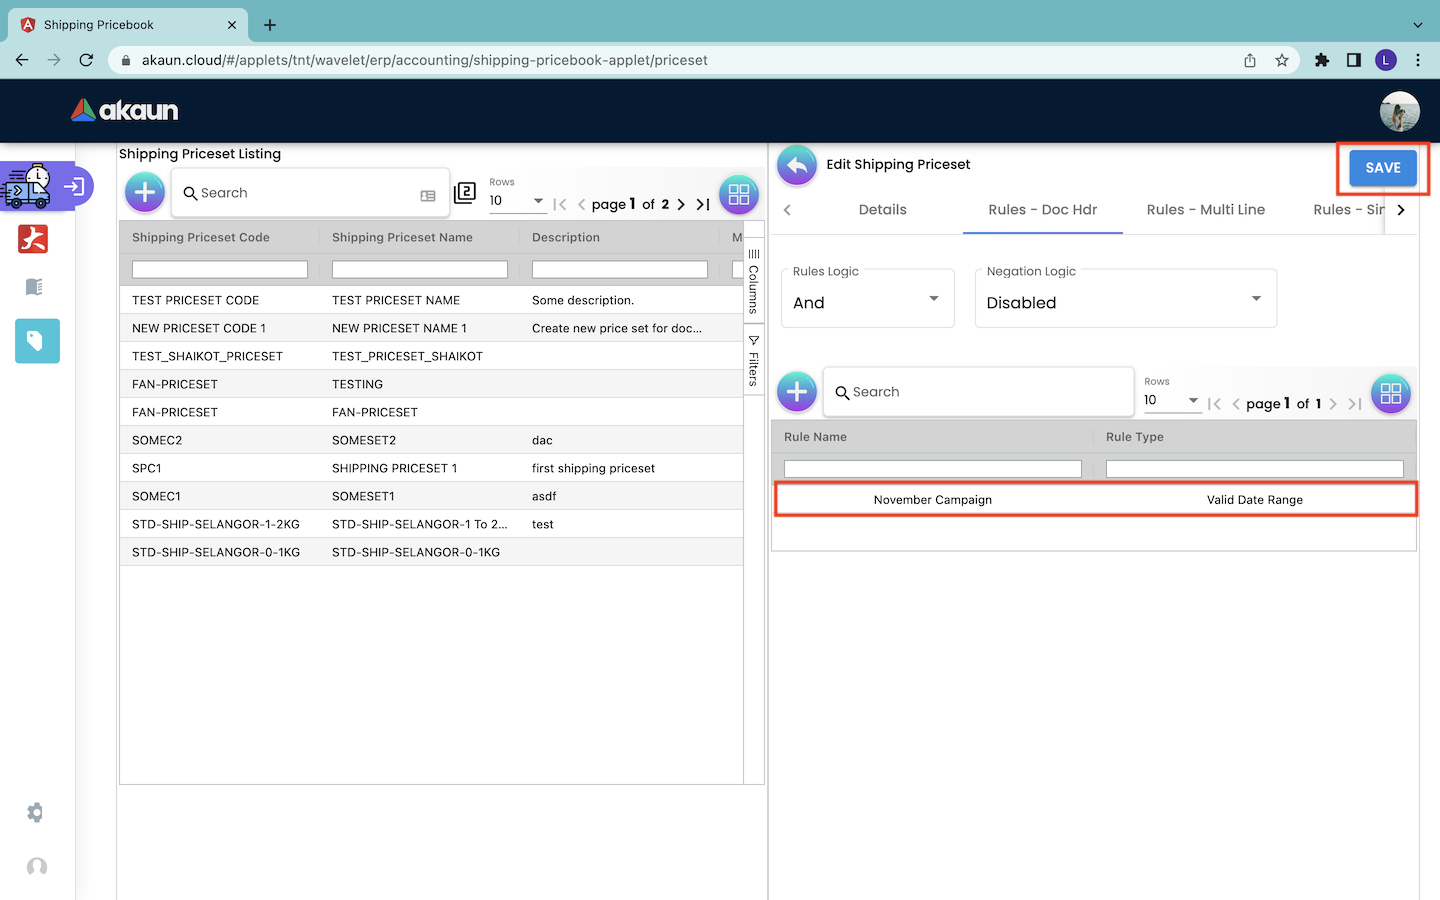 Shipping Pricebook
akaun.cloud/#/applets/tnt/wavelet/erp/accounting/shipping-pricebook-applet/priceset
L
akaun
Shipping Priceset Listing
Search
2
Rows
10
page 1 of 2
Shipping Priceset Code Shipping Priceset Name Description M
TEST PRICESET CODE TEST PRICESET NAME Some description.
NEW PRICESET CODE 1 NEW PRICESET NAME 1 Create new price set for doc...
TEST_SHAIKOT_PRICESET TEST_PRICESET_SHAIKOT
FAN-PRICESET TESTING
FAN-PRICESET FAN-PRICESET
SOMEC2 SOMESET2 dac
SPC1 SHIPPING PRICESET 1 first shipping priceset
SOMEC1 SOMESET1 asdf
STD-SHIP-SELANGOR-1-2KG STD-SHIP-SELANGOR-1 To 2... test
STD-SHIP-SELANGOR-0-1KG STD-SHIP-SELANGOR-0-1KG
Columns
Filters
Edit Shipping Priceset
SAVE
Details Rules - Doc Hdr Rules - Multi Line Rules - Sir
Rules Logic
And
Negation Logic
Disabled
Search
Rows
10
page 1 of 1
Rule Name Rule Type
November Campaign Valid Date Range